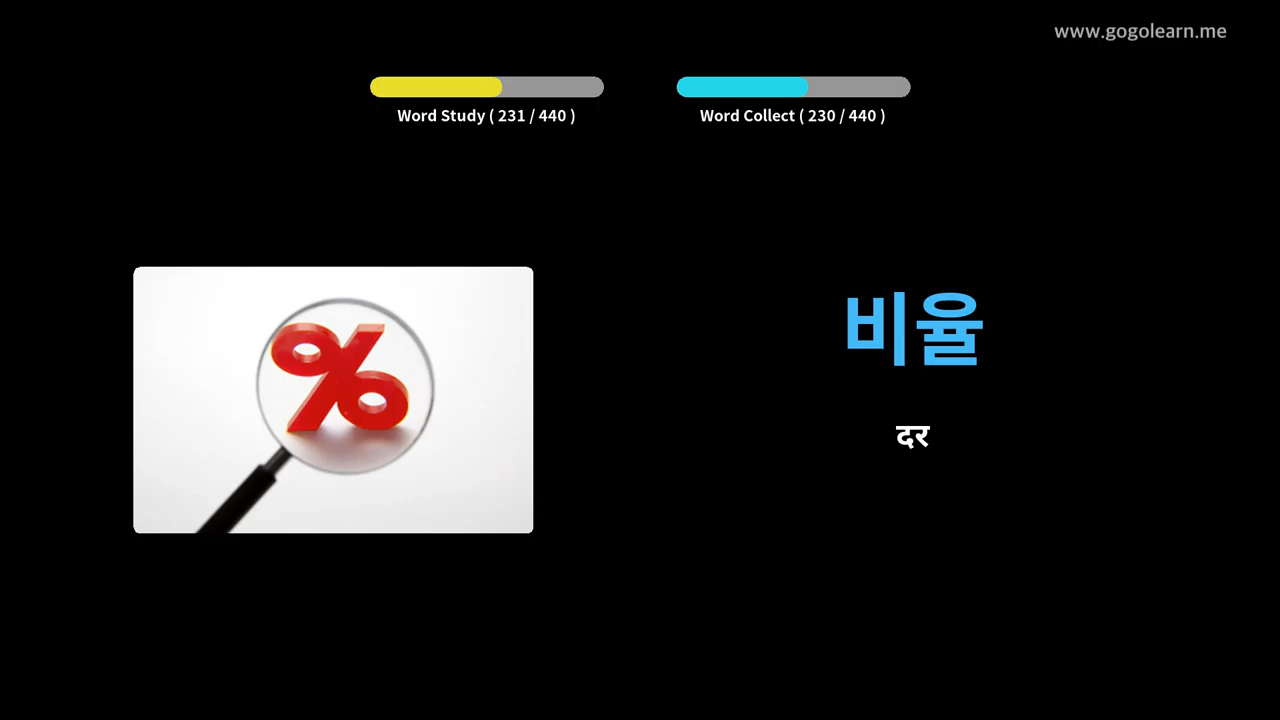 www.gogolearn.me
Word Study ( 231 / 440 )
Word Collect ( 230 / 440 )
%
비율
दर